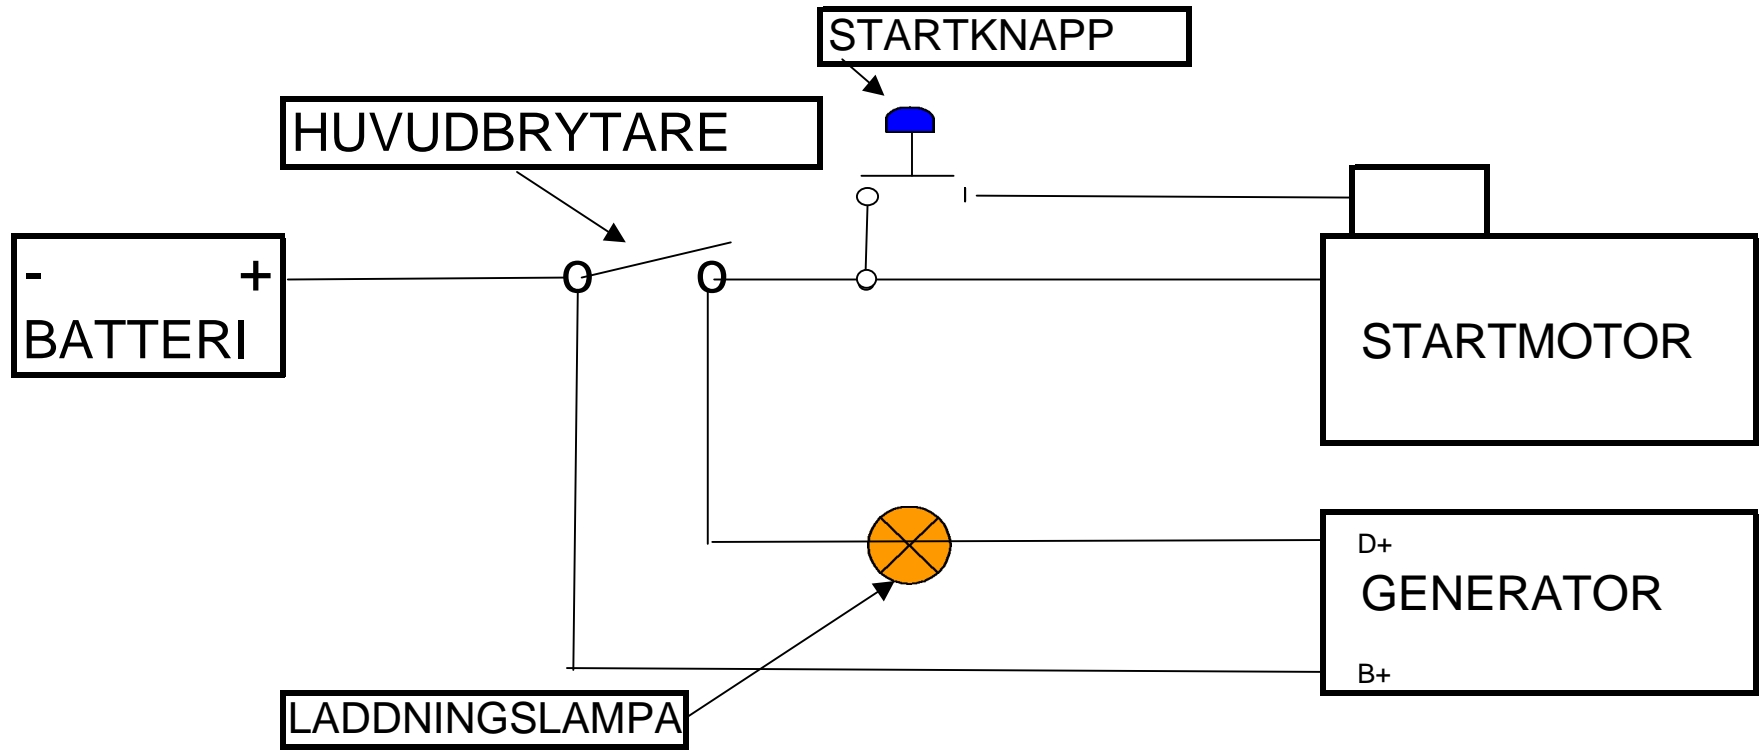 STARTKNAPP
HUVUDBRYTARE
- +
BATTERI
STARTMOTOR
D+
GENERATOR
B+
LADDNINGSLAMPA